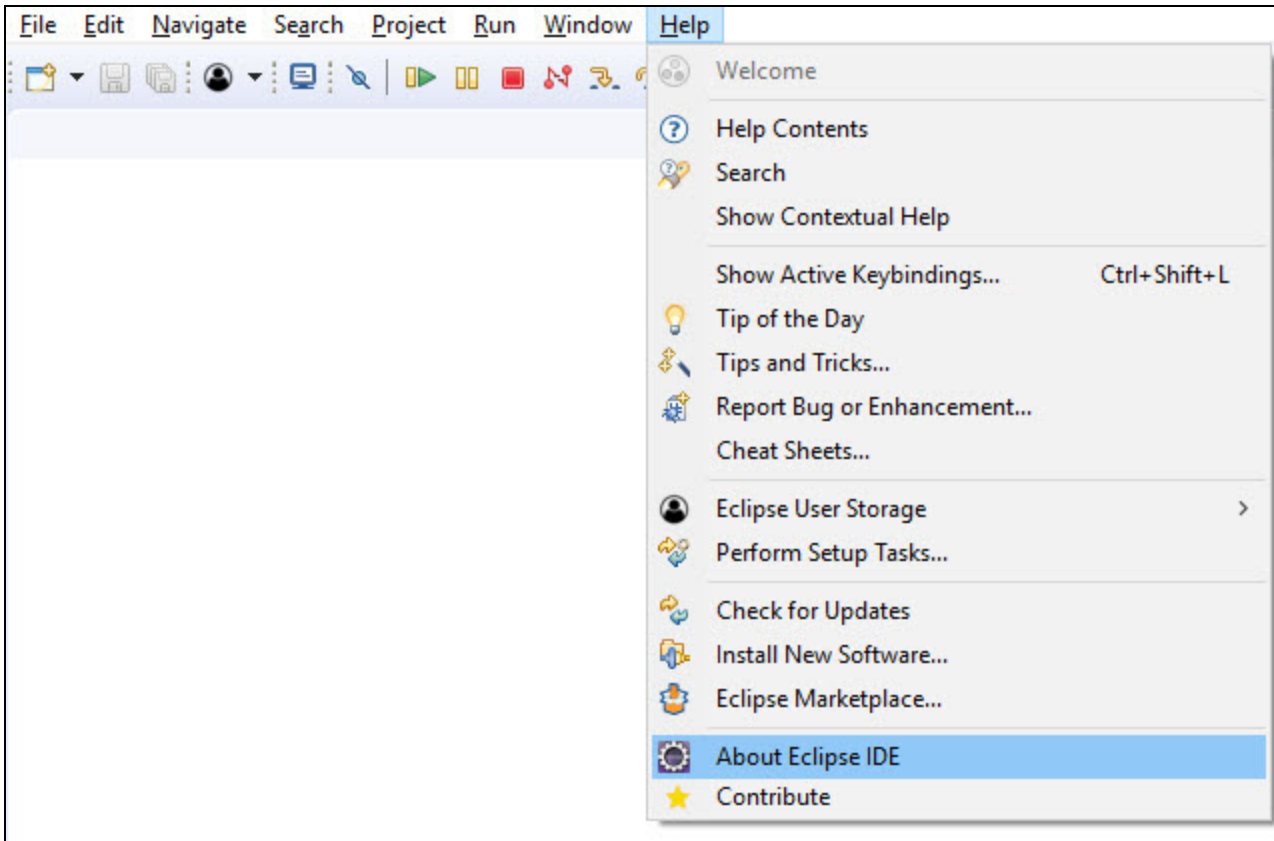 File Edit Navigate Search Project Run Window Help
Welcome
Help Contents
Search
Show Contextual Help
Show Active Keybindings... Ctrl+Shift+L
Tip of the Day
Tips and Tricks...
Report Bug or Enhancement...
Cheat Sheets...
Eclipse User Storage
Perform Setup Tasks...
Check for Updates
Install New Software...
Eclipse Marketplace...
About Eclipse IDE
Contribute